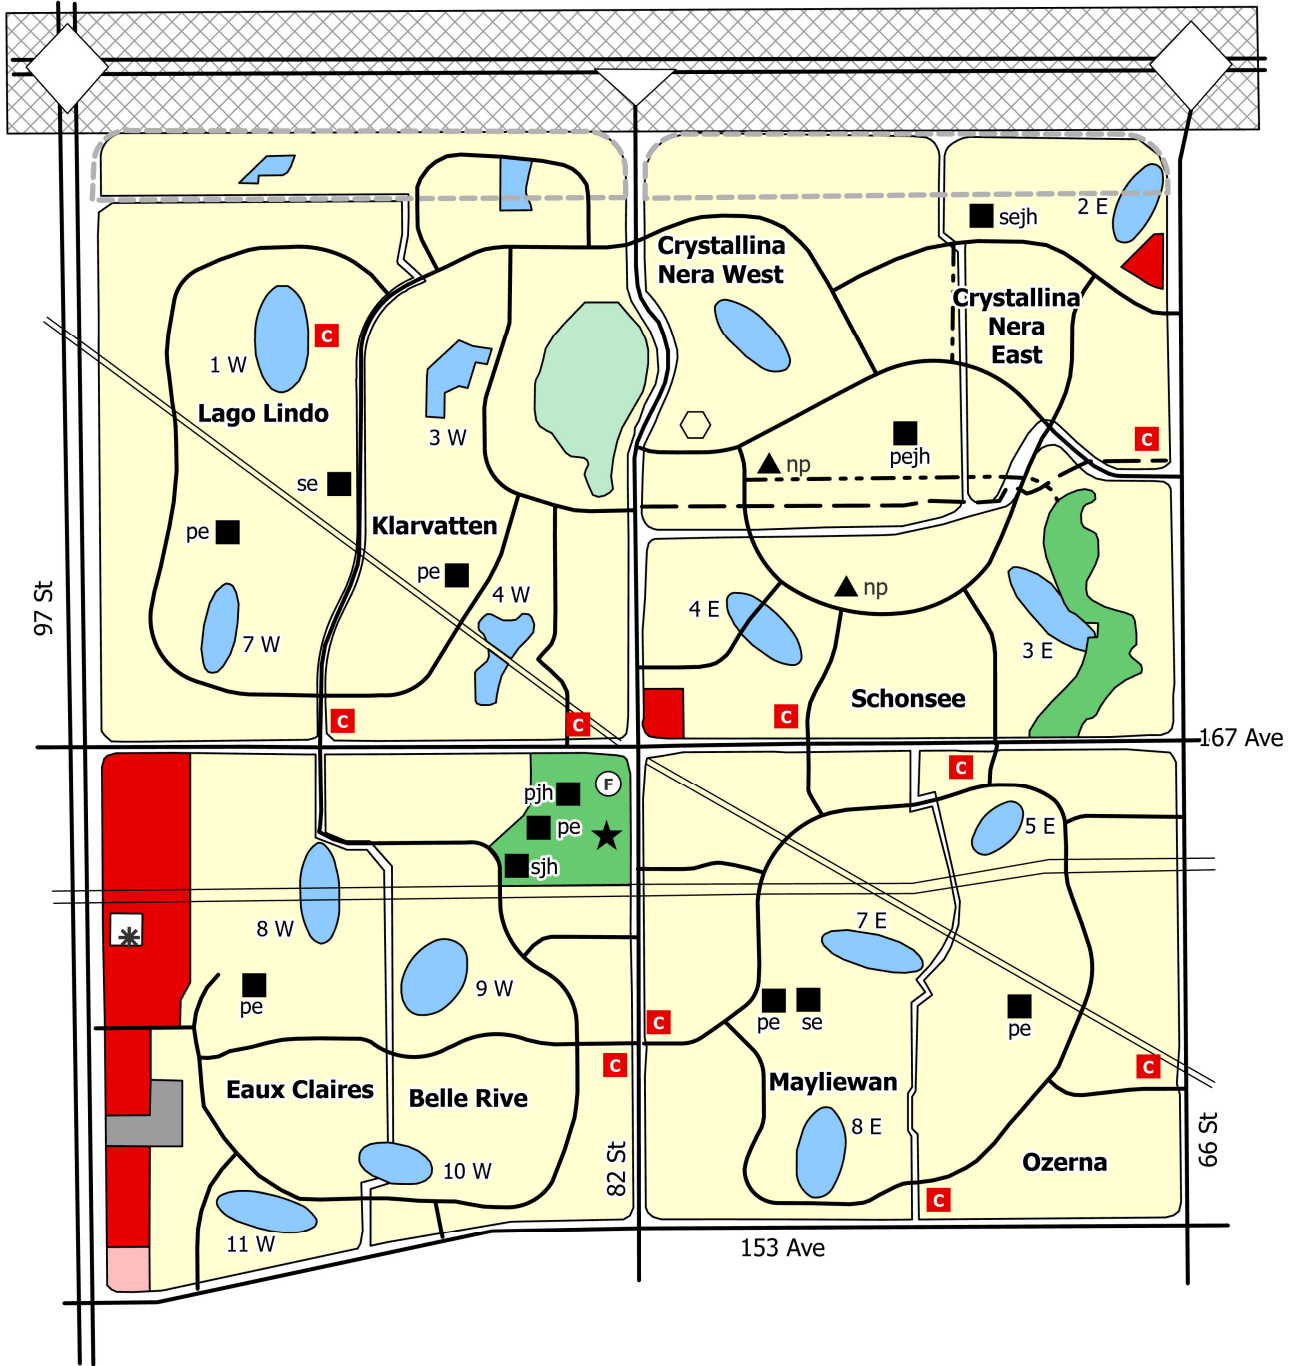 sejh
2 E
Crystallina
Nera West
Crystallina
Nera
East
C
1 W
Lago Lindo
3 W
C
pejh
np
se
Klarvatten
pe
pe
np
4 W
4 E
97 St
7 W
3 E
Schonsee
C
C
C
167 Ave
C
pjh
F
pe
5 E
sjh
8 W
7 E
9 W
pe
pe
se
pe
C
C
C
Eaux Claires
Belle Rive
Mayliewan
8 E
66 St
82 St
10 W
Ozerna
C
11 W
153 Ave